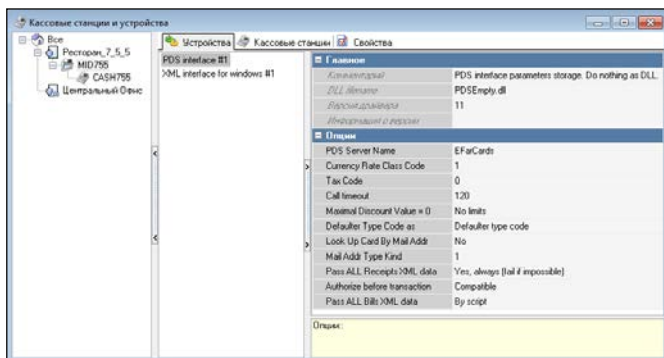 Кассовые станции и устройства
Все
Ресторан_7_5_5
MID755
CASH755
Центральный Офис
Устройства Кассовые станции Свойства
PDS interface #1
XML interface for windows #1
Главное
Комментарий PDS interface parameters storage. Do nothing as DLL.
DLL filename PDSEmpty.dll
Версия драйвера 11
Информация о версии
Опции
PDS Server Name EFarCards
Currency Rate Class Code 1
Tax Code 0
Call timeout 120
Maximal Discount Value = 0 No limits
Defaulter Type Code as Defaulter type code
Look Up Card By Mail Addr No
Mail Addr Type Kind 1
Pass ALL Receipts XML data Yes, always (fail if impossible)
Authorize before transaction Compatible
Pass ALL Bills XML data By script
Опции: